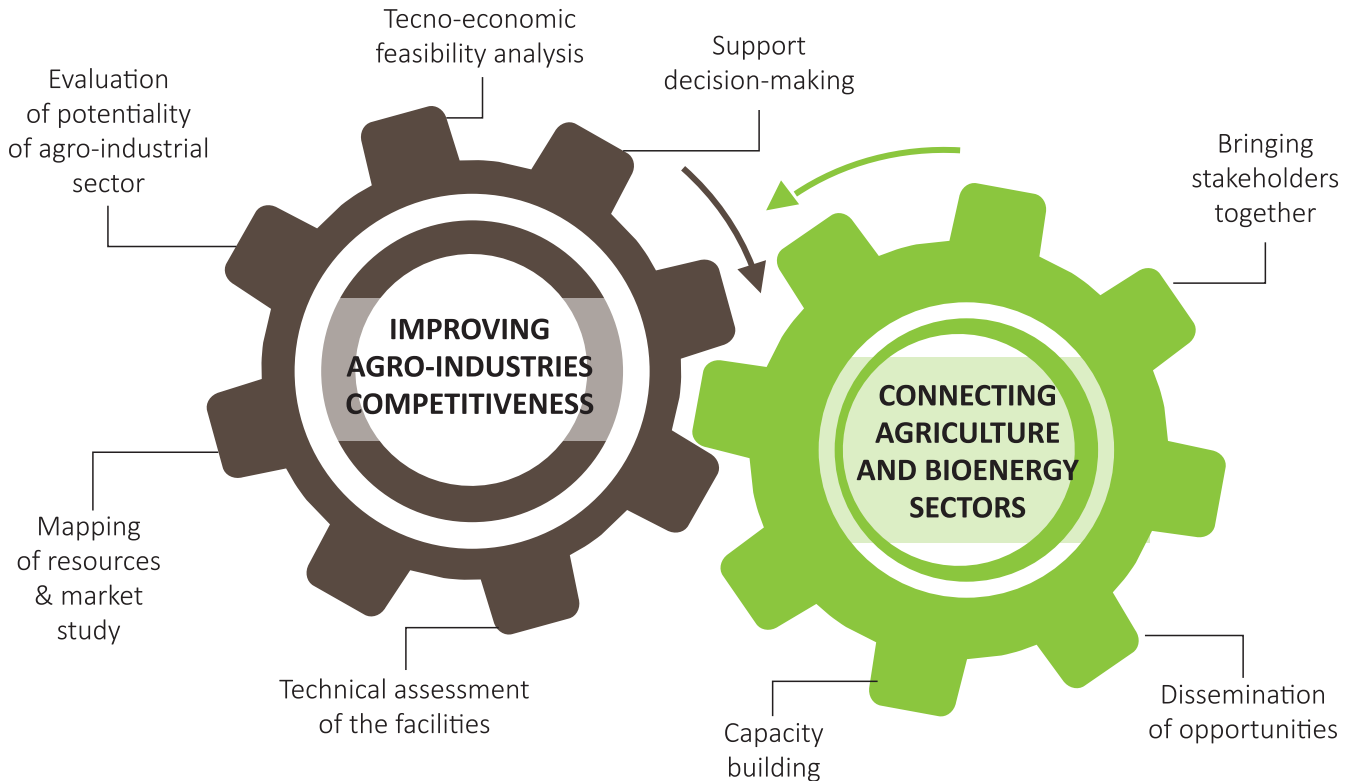 Tecno-economic
feasibility analysis
Support
decision-making
Evaluation
of potentiality
of agro-industrial
sector
Bringing
stakeholders
together
IMPROVING
AGRO-INDUSTRIES
COMPETITIVENESS
CONNECTING
AGRICULTURE
AND BIOENERGY
SECTORS
Mapping
of resources
& market
study
Technical assessment
of the facilities
Capacity
building
Dissemination
of opportunities